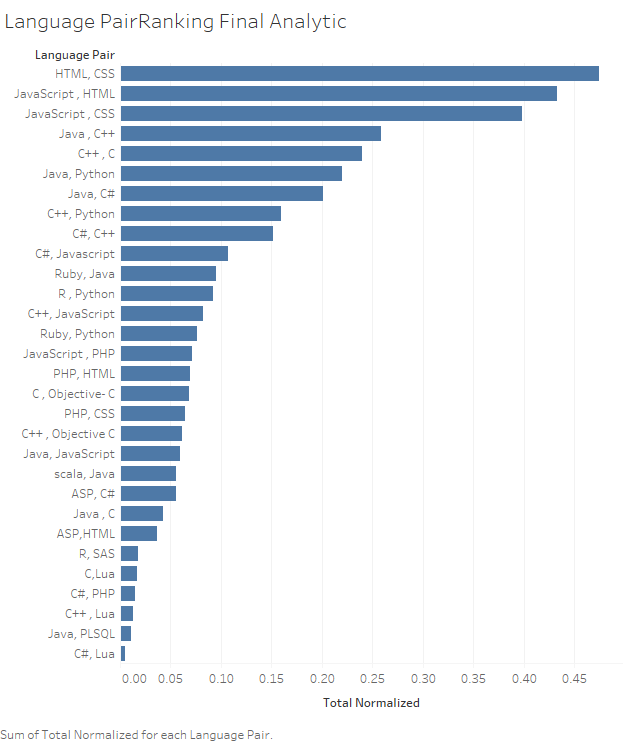 Language PairRanking Final Analytic
Language Pair
HTML, CSS
JavaScript , HTML
JavaScript , CSS
Java , C++
C++ , C
Java, Python
Java, C#
C++, Python
C#, C++
C#, Javascript
Ruby, Java
R , Python
C++, JavaScript
Ruby, Python
JavaScript , PHP
PHP, HTML
C , Objective- C
PHP, CSS
C++ , Objective C
Java, JavaScript
scala, Java
ASP, C#
Java , C
ASP,HTML
R, SAS
C,Lua
C#, PHP
C++ , Lua
Java, PLSQL
C#, Lua
0.00 0.05 0.10 0.15 0.20 0.25 0.30 0.35 0.40 0.45
Total Normalized
Sum of Total Normalized for each Language Pair.